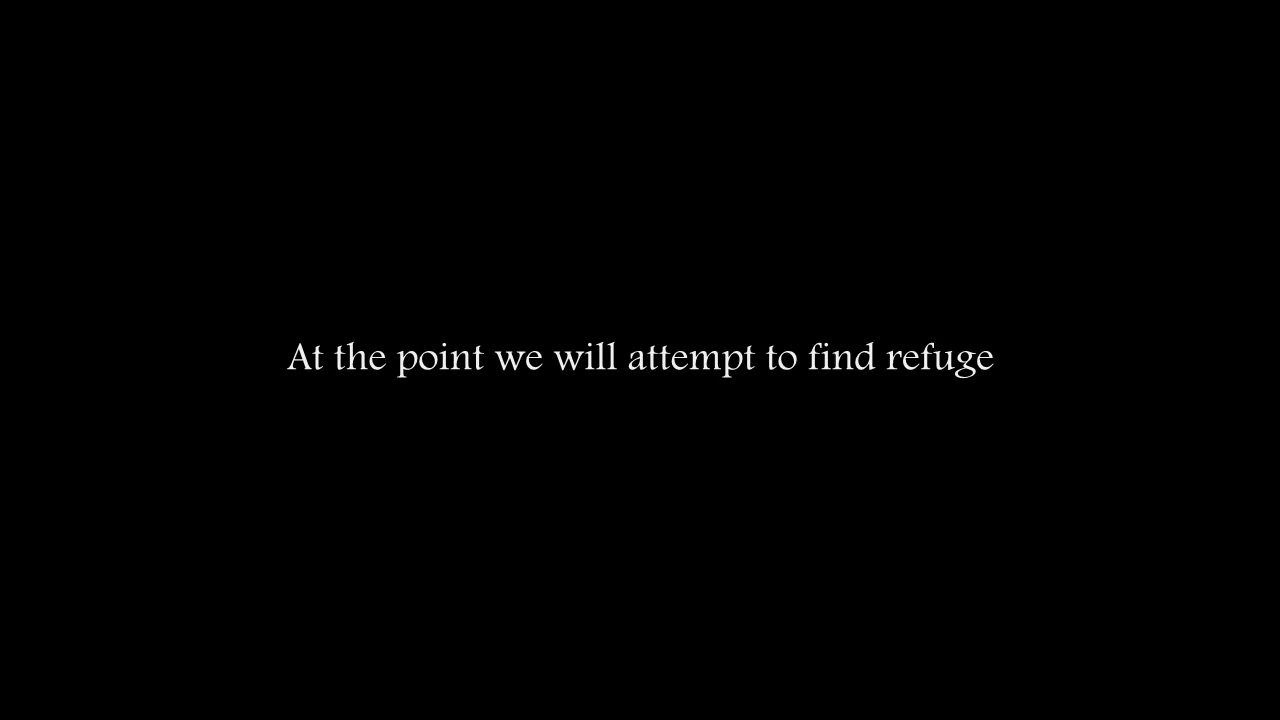 At the point we will attempt to find refuge